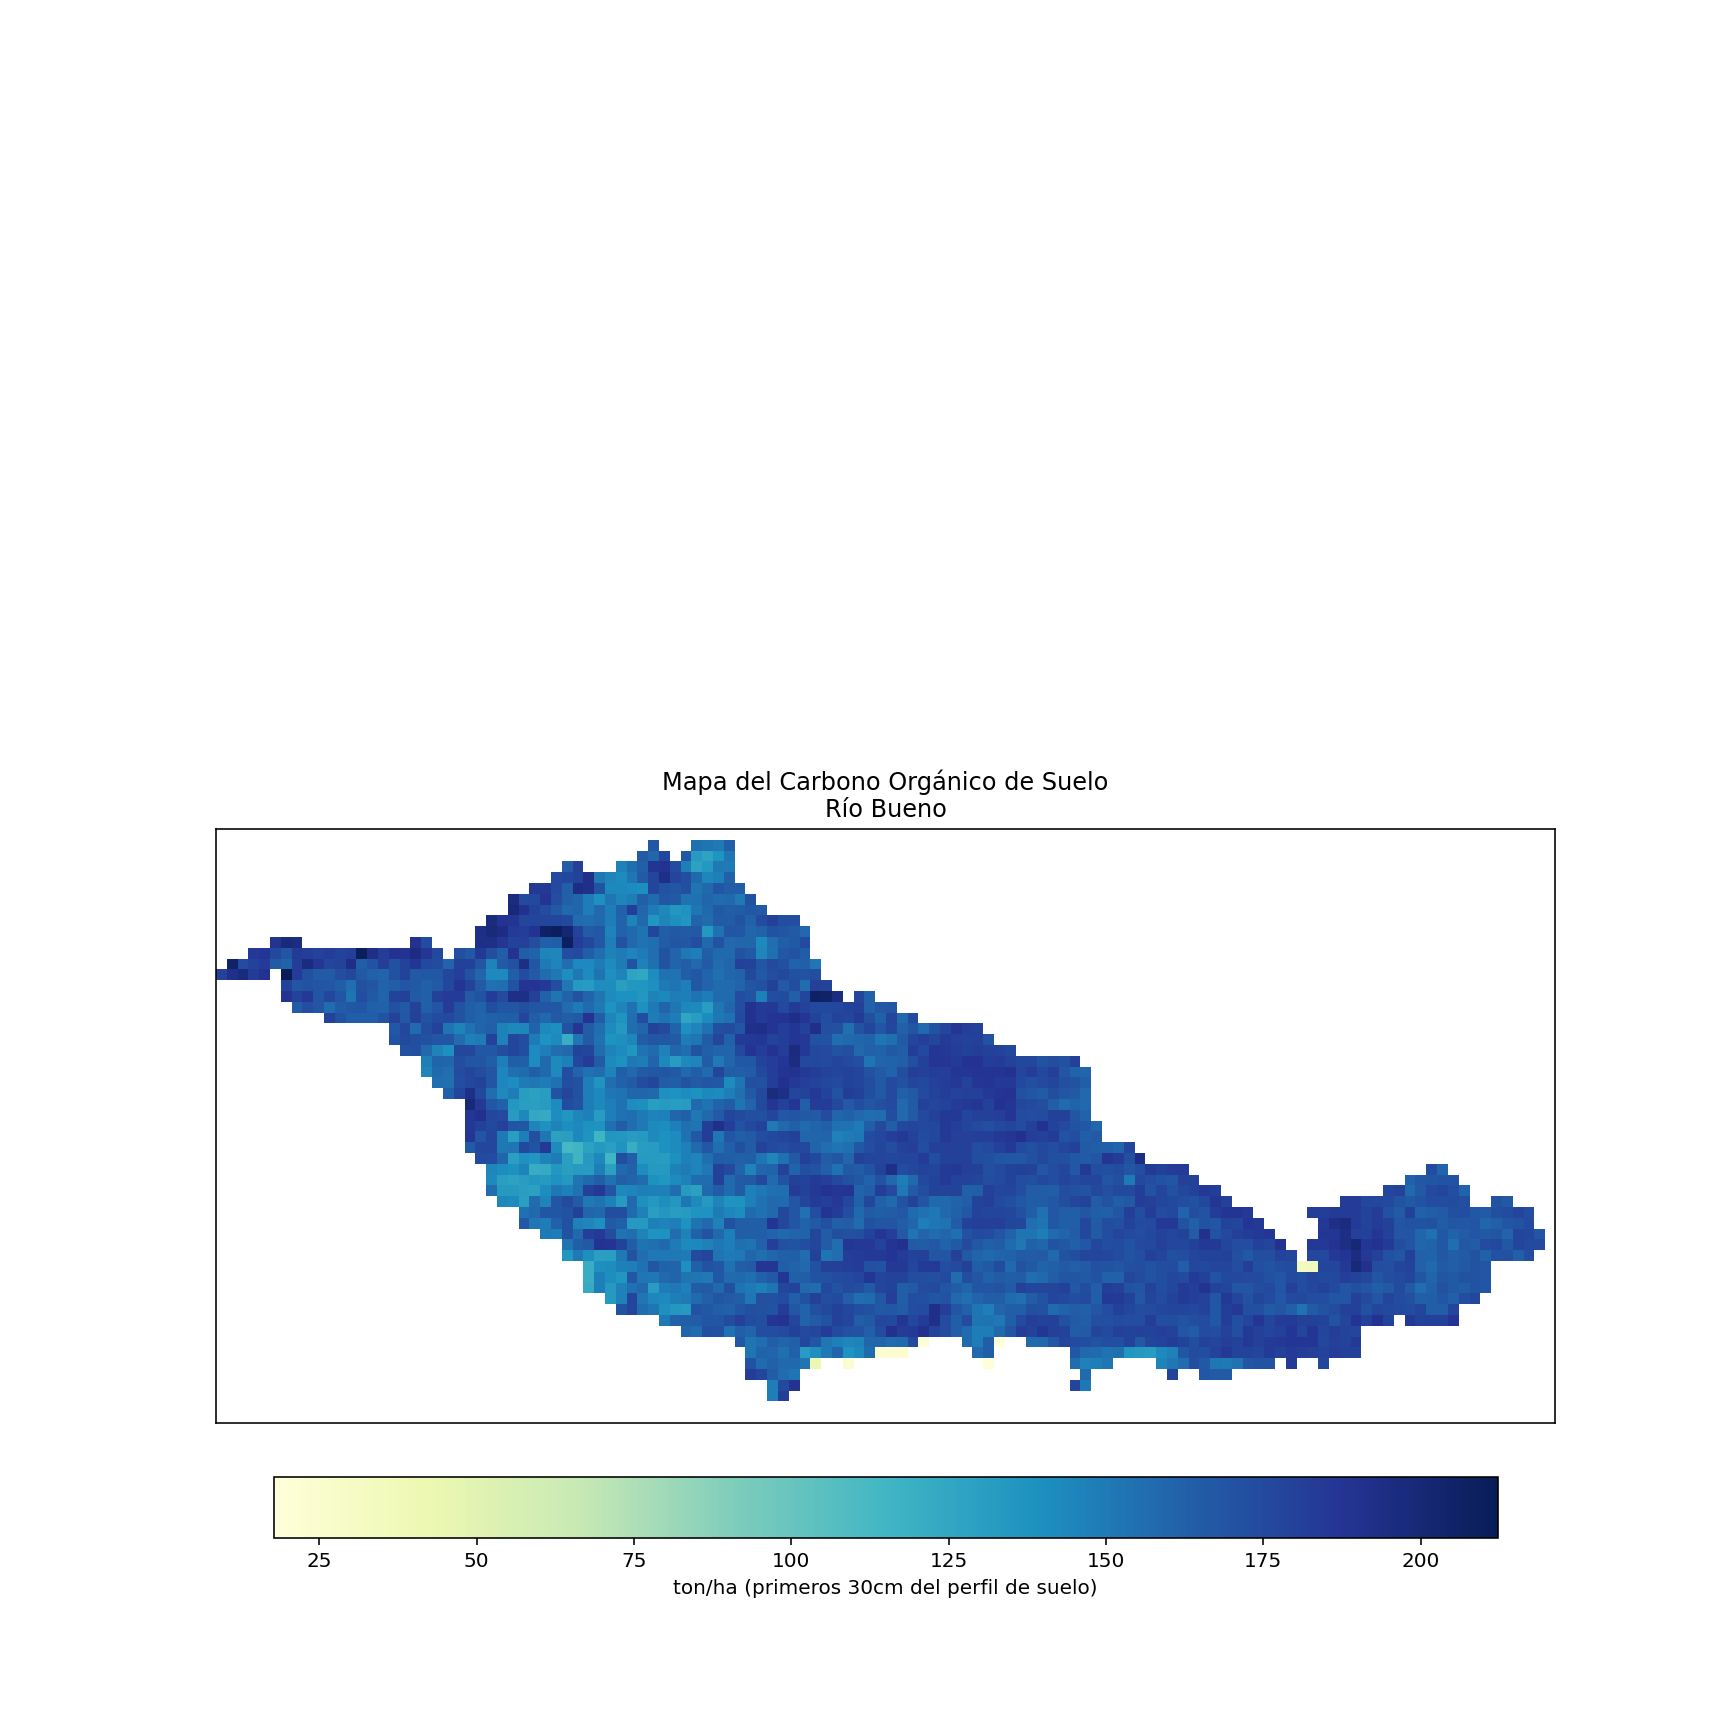 Mapa del Carbono Orgánico de Suelo
Río Bueno
25 50 75 100 125 150 175 200
ton/ha (primeros 30cm del perfil de suelo)